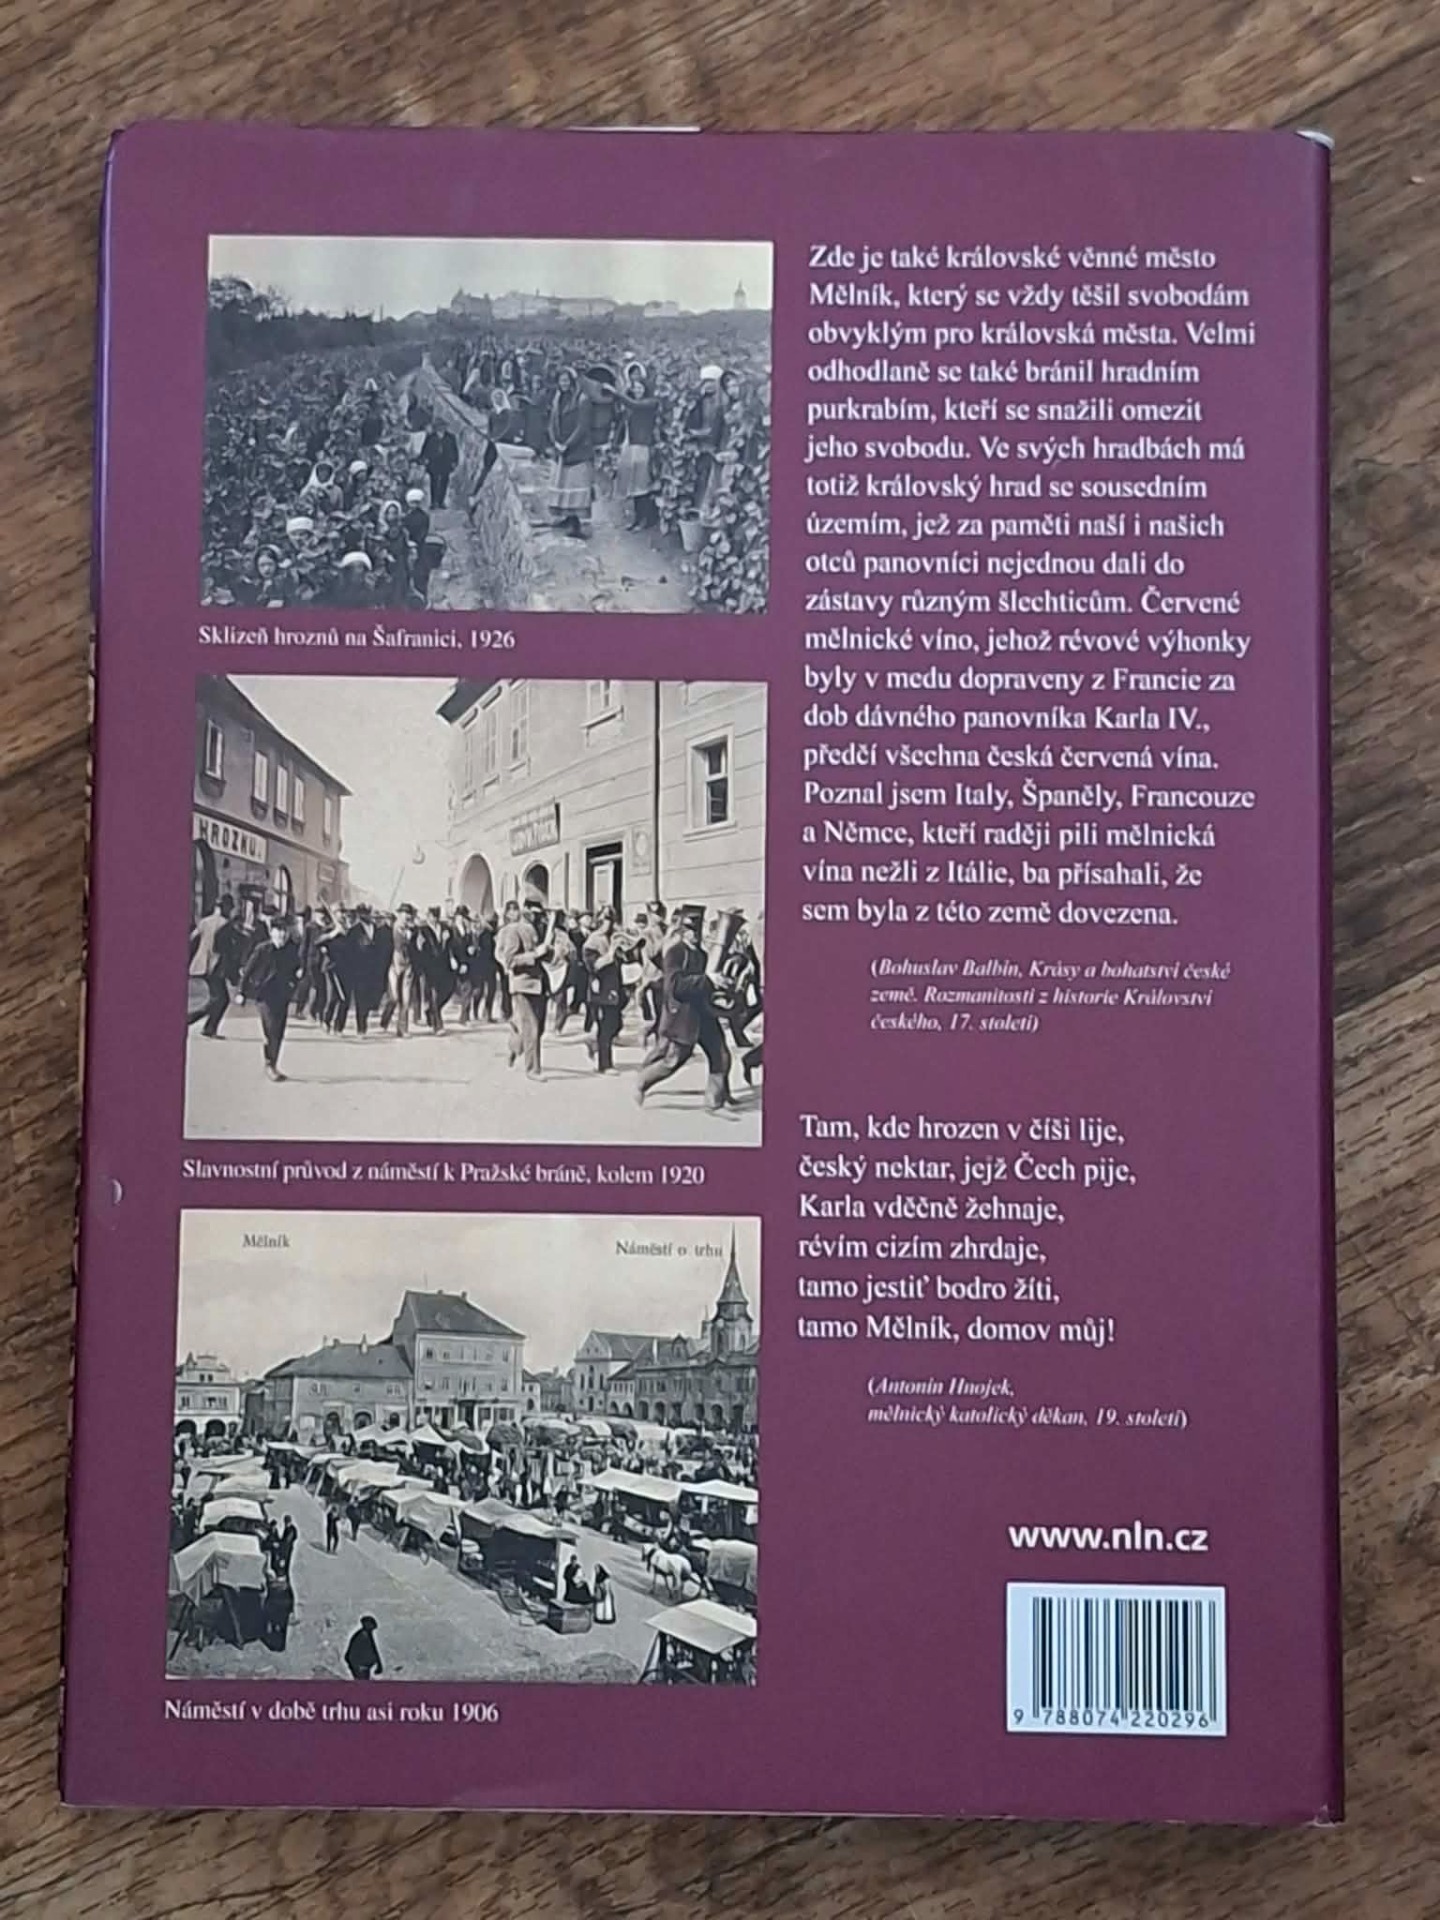 Sklizeň hroznů na Šafranici, 1926
HROZNU.
Slavnostní průvod z náměstí k Pražské bráně, kolem 1920
Mělník
Náměstí o trhu
Náměstí v době trhu asi roku 1906
Zde je také královské věnné město
Mělník, který se vždy těšil svobodám
obvyklým pro královská města. Velmi
odhodlaně se také bránil hradním
purkrabím, kteří se snažili omezit
jeho svobodu. Ve svých hradbách má
totiž královský hrad se sousedním
územím, jež za paměti naší i našich
otců panovníci nejednou dali do
zástavy různým šlechticům. Červené
mělnické víno, jehož révové výhonky
byly v medu dopraveny z Francie za
dob dávného panovníka Karla IV.,
předčí všechna česká červená vína.
Poznal jsem Italy, Španěly, Francouze
a Němce, kteří raději pili mělnická
vína nežli z Itálie, ba přísahali, že
sem byla z této země dovezena.
(Bohuslav Balbín, Krásy a bohatství české
země. Rozmanitosti z historie Království
českého, 17. století)
Tam, kde hrozen v číši lije,
český nektar, jejž Čech pije,
Karla vděčně žehnaje,
révím cizím zhrdaje,
tamo jestiť bodro žíti,
tamo Mělník, domov můj!
(Antonín Hnojek,
mělnický katolický děkan, 19. století)
www.nln.cz
9 788074 220296